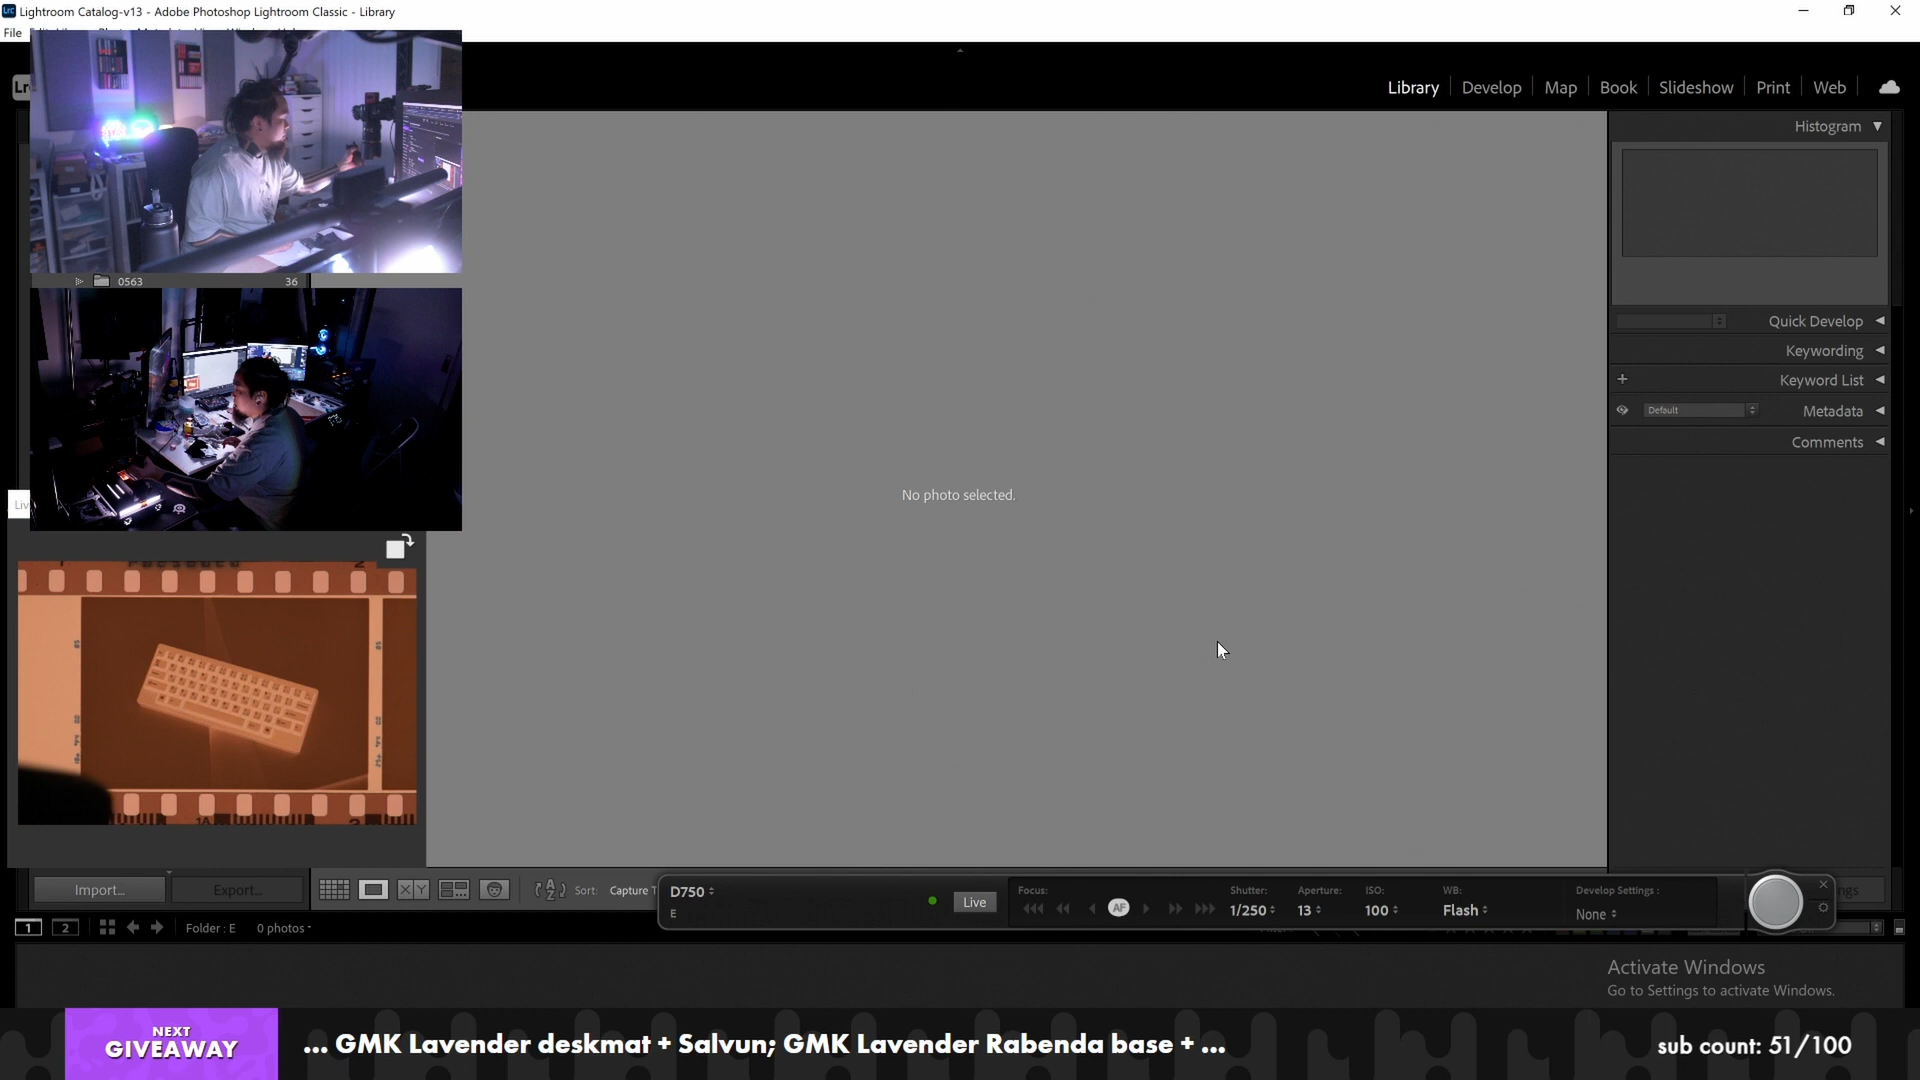 Lightroom Catalog-v13 - Adobe Photoshop Lightroom Classic - Library
File
Library
Develop
Map
Book
Slideshow
Print
Web
Histogram
0563
36
Quick Develop
Keywording
Keyword List
Default
Metadata
Comments
No photo selected.
Import...
Export...
Sort:
Capture T
D750
E
Live
Focus:
AF
Shutter:
1/250
Aperture:
13
ISO:
100
WB:
Flash
Develop Settings :
None
1
2
Folder : E
0 photos
Activate Windows
Go to Settings to activate Windows.
NEXT
GIVEAWAY
... GMK Lavender deskmat + Salvun; GMK Lavender Rabenda base + ...
sub count: 51/100